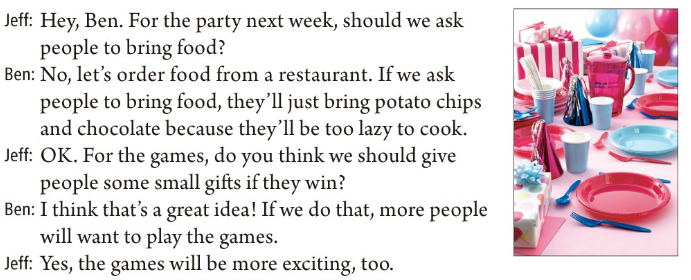 Jeff: Hey, Ben. For the party next week, should we ask
people to bring food?
Ben: No, let's order food from a restaurant. If we ask
people to bring food, they'll just bring potato chips
and chocolate because they'll be too lazy to cook.
Jeff: OK. For the games, do you think we should give
people some small gifts if they win?
Ben: I think that's a great idea! If we do that, more people
will want to play the games.
Jeff: Yes, the games will be more exciting, too.